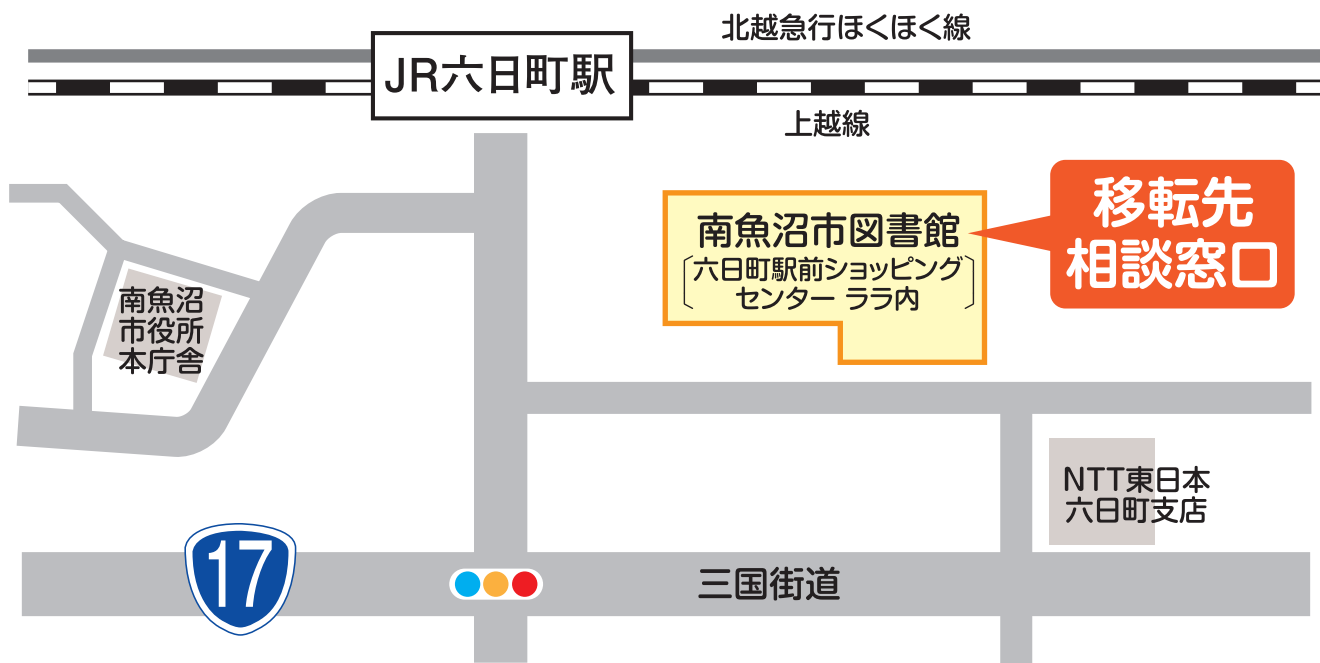 北越急行ほくほく線
JR六日町駅
上越線
移転先
相談窓口
南魚沼市図書館
〔六日町駅前ショッピング
センター ララ内〕
南魚沼
市役所
本庁舎
NTT東日本
六日町支店
17
三国街道